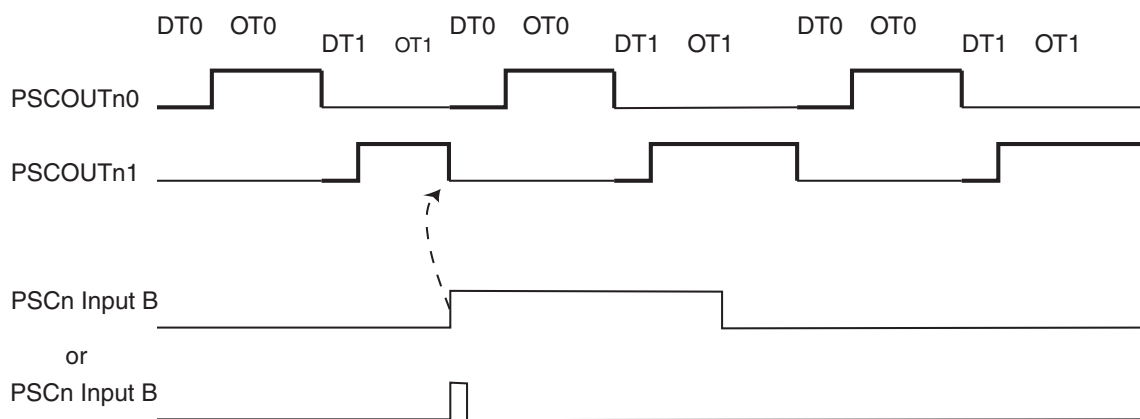 DT0 OT0 DT1 OT1 DT0 OT0 DT1 OT1 DT0 OT0 DT1 OT1
PSCOUTn0
PSCOUTn1
PSCn Input B
or
PSCn Input B